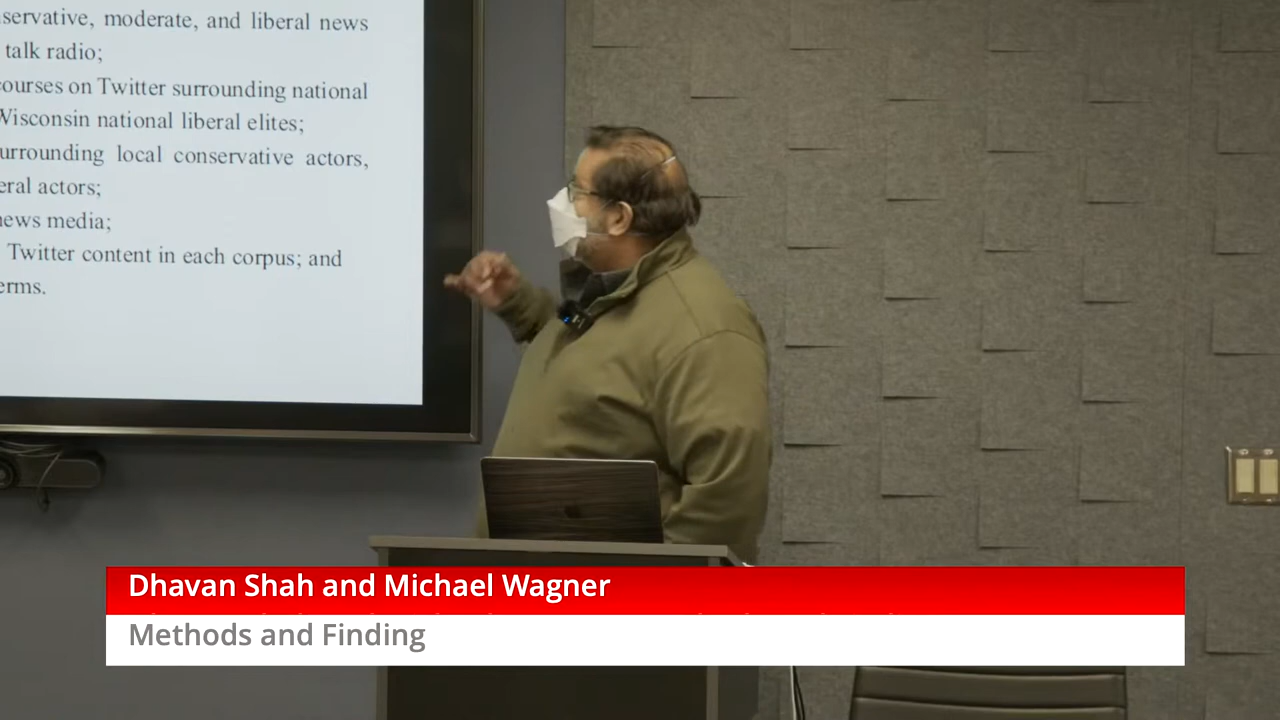 servative, moderate, and liberal news
talk radio;
courses on Twitter surrounding national
Wisconsin national liberal elites;
urrounding local conservative actors,
eral actors;
news media;
Twitter content in each corpus; and
erms.
Dhavan Shah and Michael Wagner
Methods and Finding